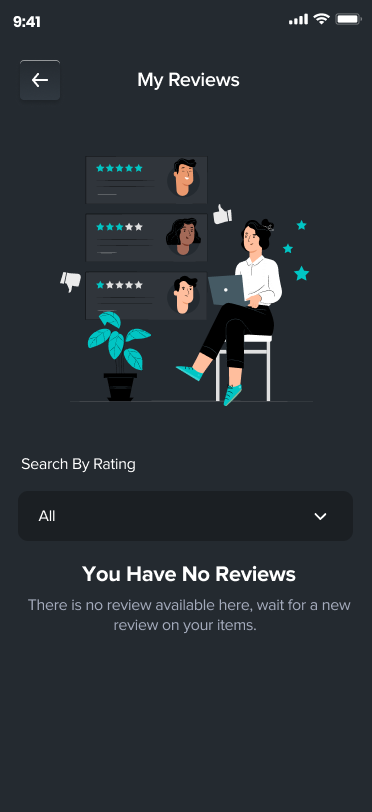 9:41
My Reviews
Search By Rating
All
You Have No Reviews
There is no review available here, wait for a new
review on your items.